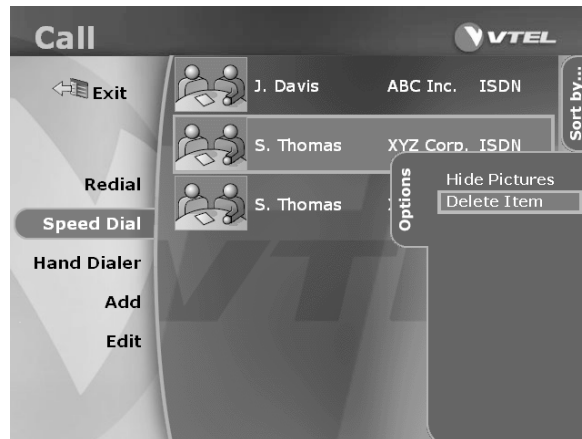 Call
VTEL
Exit
J. Davis ABC Inc. ISDN
Sort by...
S. Thomas XYZ Corp. ISDN
Redial
S. Thomas
Options
Hide Pictures
Delete Item
Speed Dial
Hand Dialer
Add
Edit